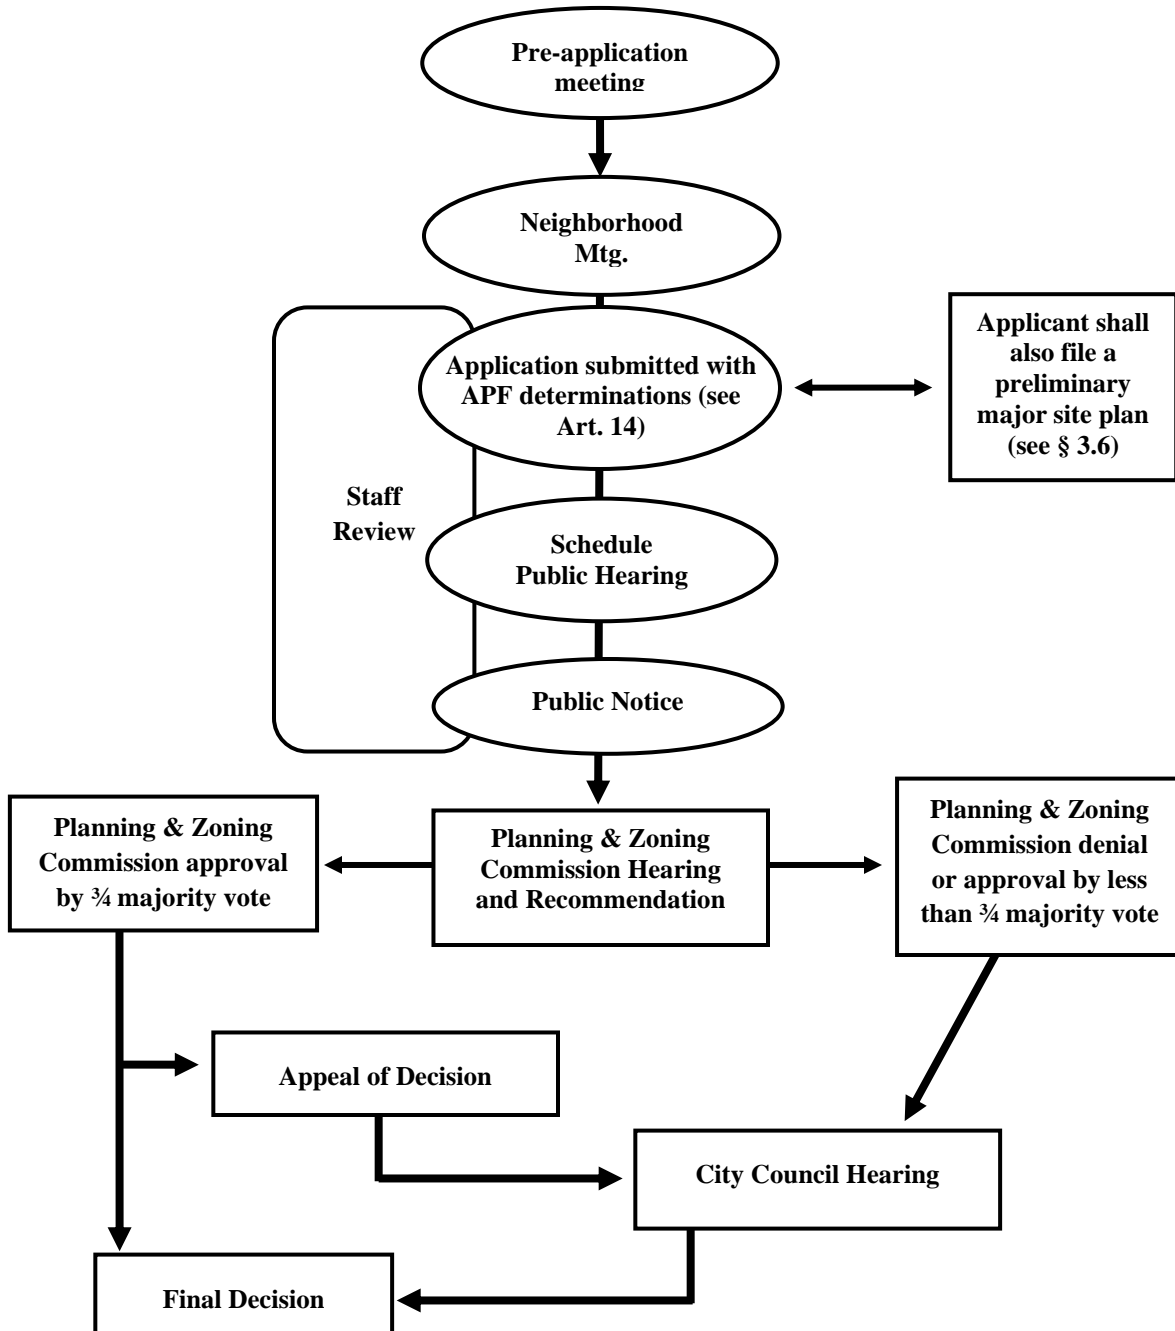 Pre-application
meeting
Neighborhood
Mtg.
Application submitted with
APF determinations (see
Art. 14)
Applicant shall
also file a
preliminary
major site plan
(see § 3.6)
Staff
Review
Schedule
Public Hearing
Public Notice
Planning & Zoning
Commission approval
by ¾ majority vote
Planning & Zoning
Commission Hearing
and Recommendation
Planning & Zoning
Commission denial
or approval by less
than ¾ majority vote
Appeal of Decision
City Council Hearing
Final Decision